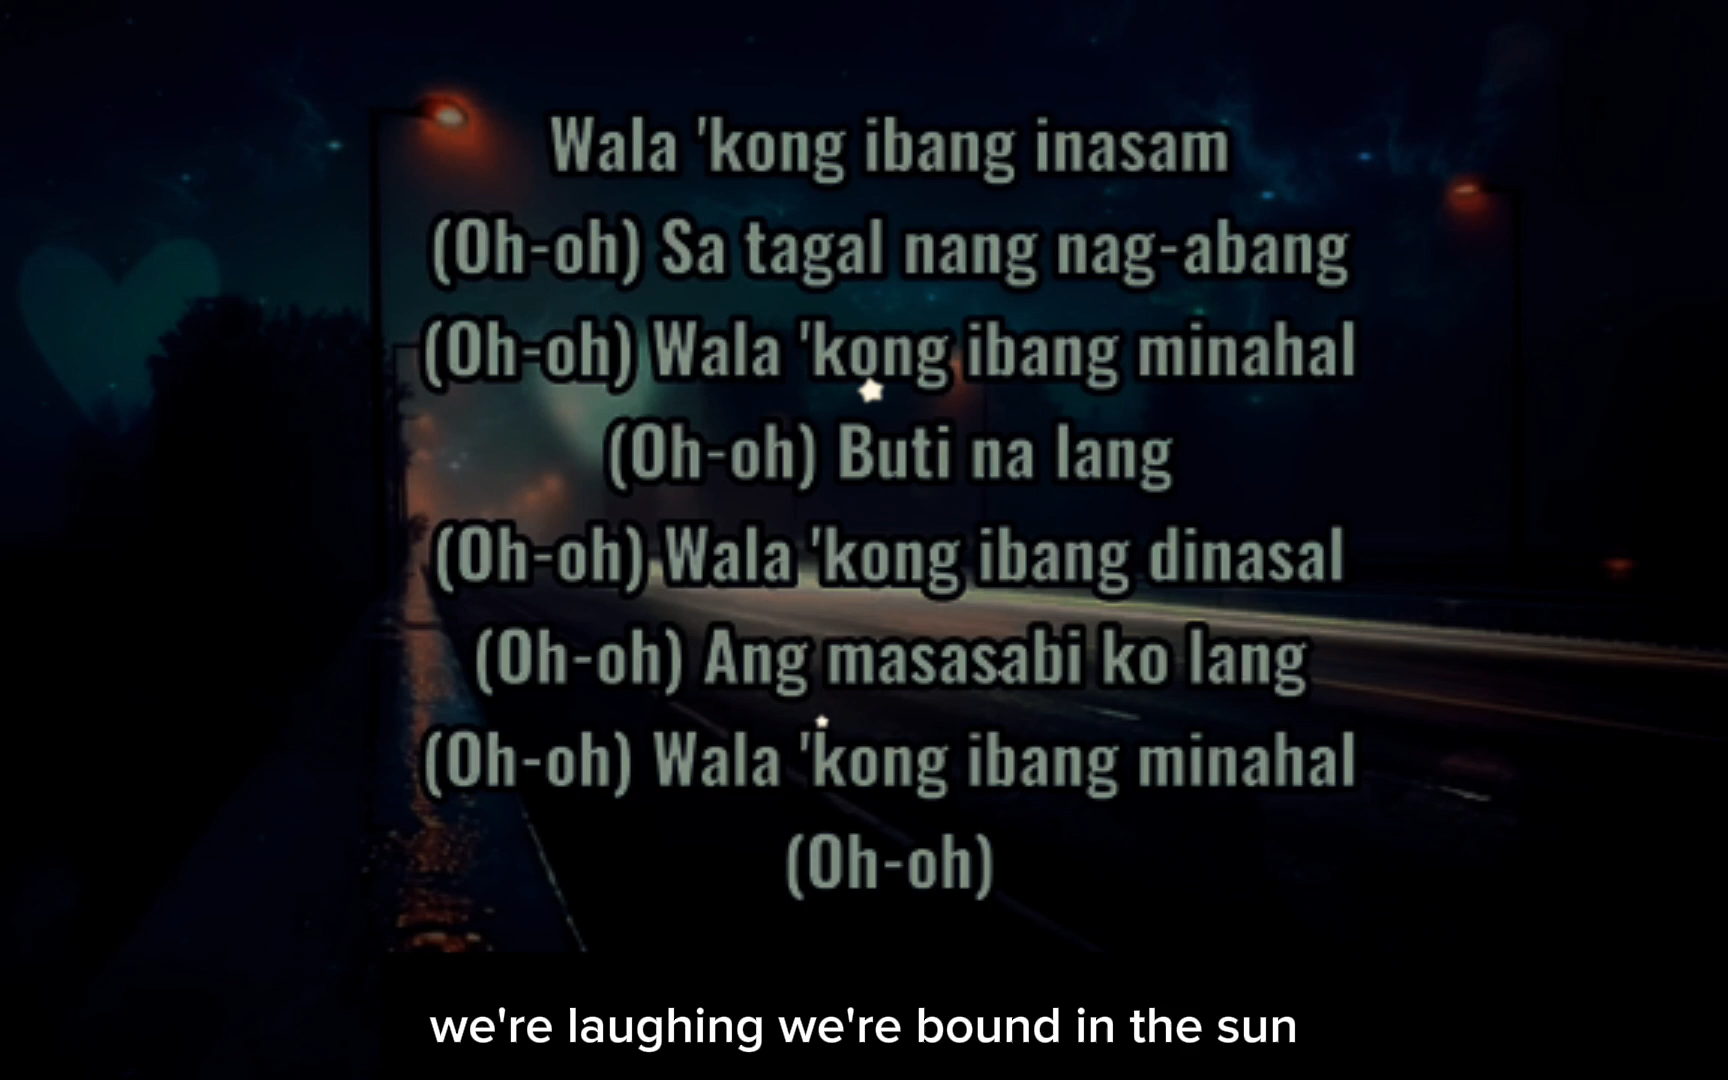 Wala 'kong ibang inasam
(Oh-oh) Sa tagal nang nag-abang
(Oh-oh) Wala 'kong ibang minahal
(Oh-oh) Buti na lang
(Oh-oh) Wala 'kong ibang dinasal
(Oh-oh) Ang masasabi ko lang
(Oh-oh) Wala 'kong ibang minahal
(Oh-oh)
we're laughing we're bound in the sun